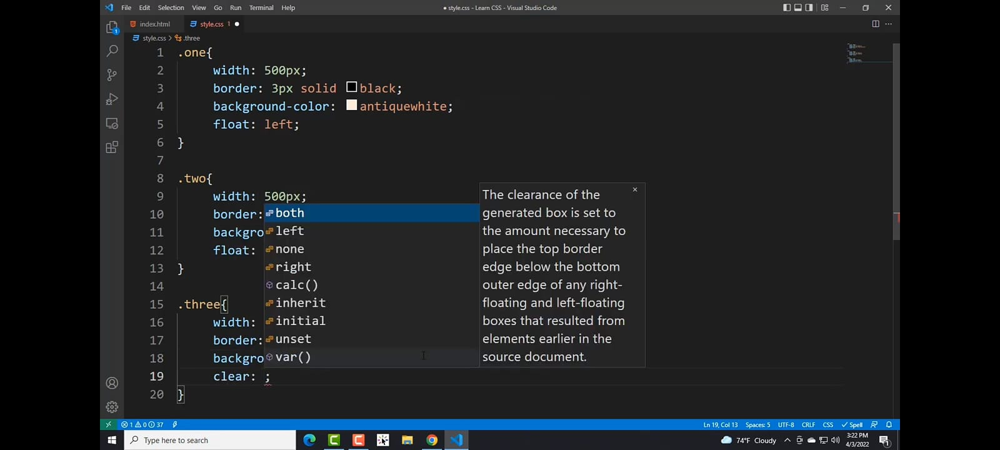 File Edit Selection View Go Run Terminal Help
● style.css - Learn CSS - Visual Studio Code
index.html style.css 1
style.css > .three
1 .one{
2 width: 500px;
3 border: 3px solid black;
4 background-color: antiquewhite;
5 float: left;
6 }
7
8 .two{
9 width: 500px;
10 border:
11 backgro
12 float:
13 }
14
15 .three{
16 width:
17 border:
18 backgro
19 clear: ;
20 }
both
left
none
right
calc()
inherit
initial
unset
var()
The clearance of the
generated box is set to
the amount necessary to
place the top border
edge below the bottom
outer edge of any right-
floating and left-floating
boxes that resulted from
elements earlier in the
source document.
1 0 37
Ln 19, Col 13 Spaces: 5 UTF-8 CRLF CSS Spell
Type here to search
74°F Cloudy
3:22 PM
4/3/2022
1